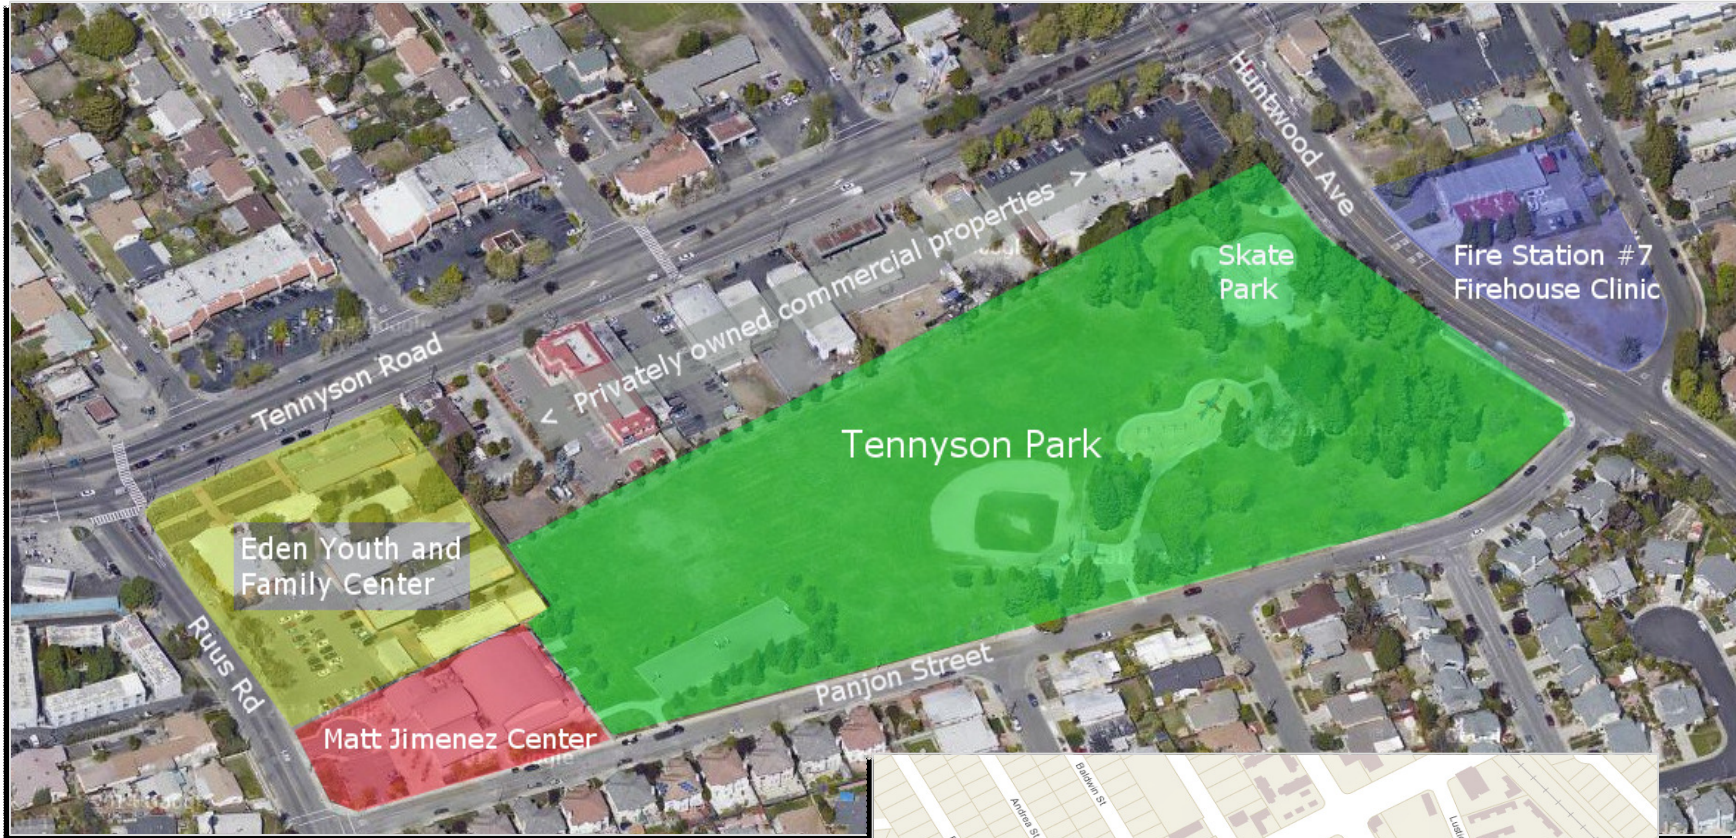 Huntwood Ave
< Privately owned commercial properties >
Skate
Park
Fire Station #7
Firehouse Clinic
Tennyson Road
Tennyson Park
Eden Youth and
Family Center
Ruus Rd
Panjon Street
Matt Jimenez Center
Baldwin St
Andrea St